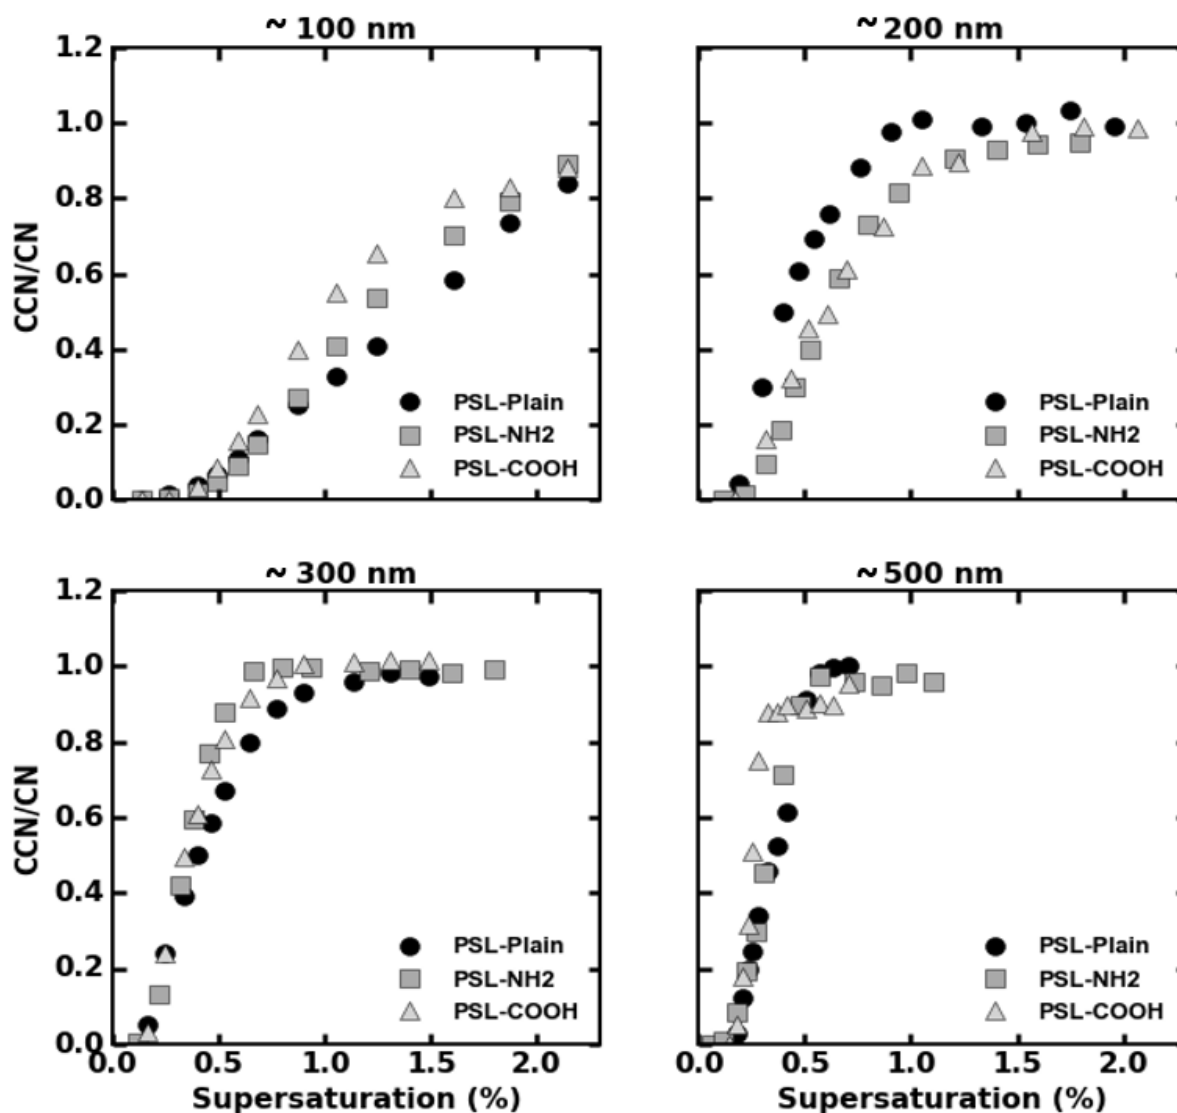 ~ 100 nm
~ 200 nm
1.2
1.0
0.8
0.6
0.4
0.2
0.0
CCN/CN
PSL-Plain
PSL-NH2
PSL-COOH
PSL-Plain
PSL-NH2
PSL-COOH
~ 300 nm
~ 500 nm
1.2
1.0
0.8
0.6
0.4
0.2
0.0
CCN/CN
PSL-Plain
PSL-NH2
PSL-COOH
PSL-Plain
PSL-NH2
PSL-COOH
0.0 0.5 1.0 1.5 2.0
0.0 0.5 1.0 1.5 2.0
Supersaturation (%)
Supersaturation (%)